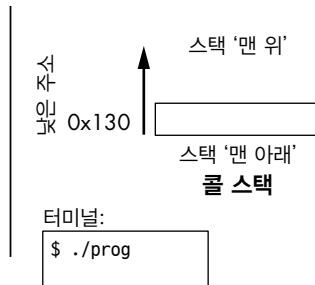 스택 ‘맨 위’
낮은 주소
0x130
스택 ‘맨 아래’
콜 스택
터미널:
$ ./prog